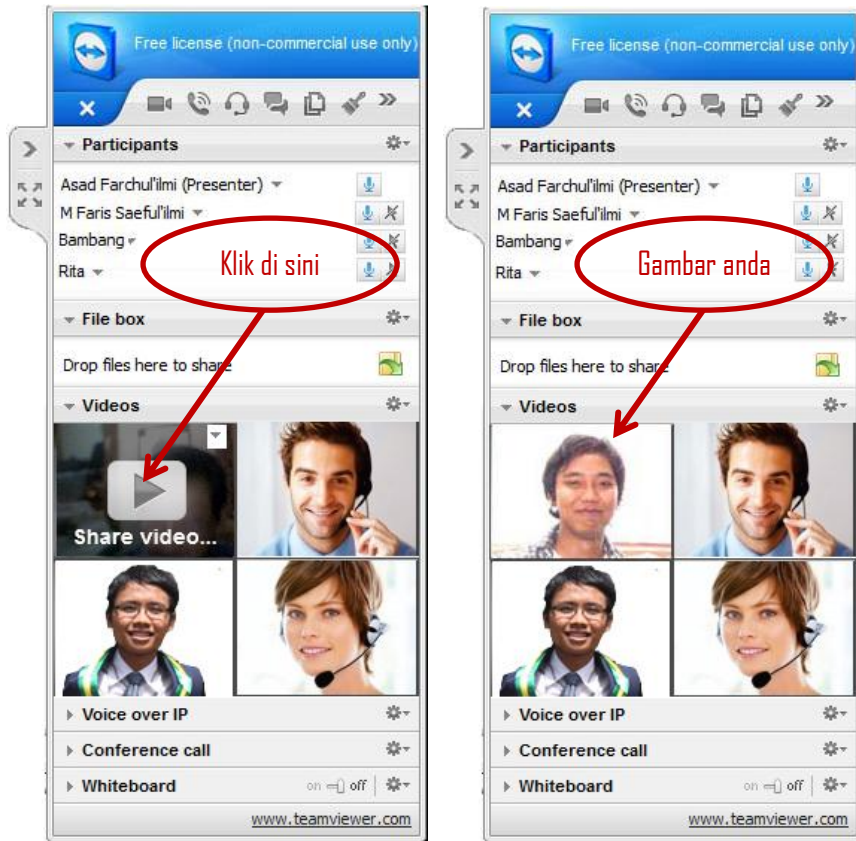 Free license (non-commercial use only)
Participants
Asad Farchul'ilmi (Presenter)
M Faris Saeful'ilmi
Bambang
Rita
Klik di sini
File box
Drop files here to share
Videos
Share video...
Voice over IP
Conference call
Whiteboard on off
www.teamviewer.com
Free license (non-commercial use only)
Participants
Asad Farchul'ilmi (Presenter)
M Faris Saeful'ilmi
Bambang
Rita
Gambar anda
File box
Drop files here to share
Videos
Voice over IP
Conference call
Whiteboard on off
www.teamviewer.com